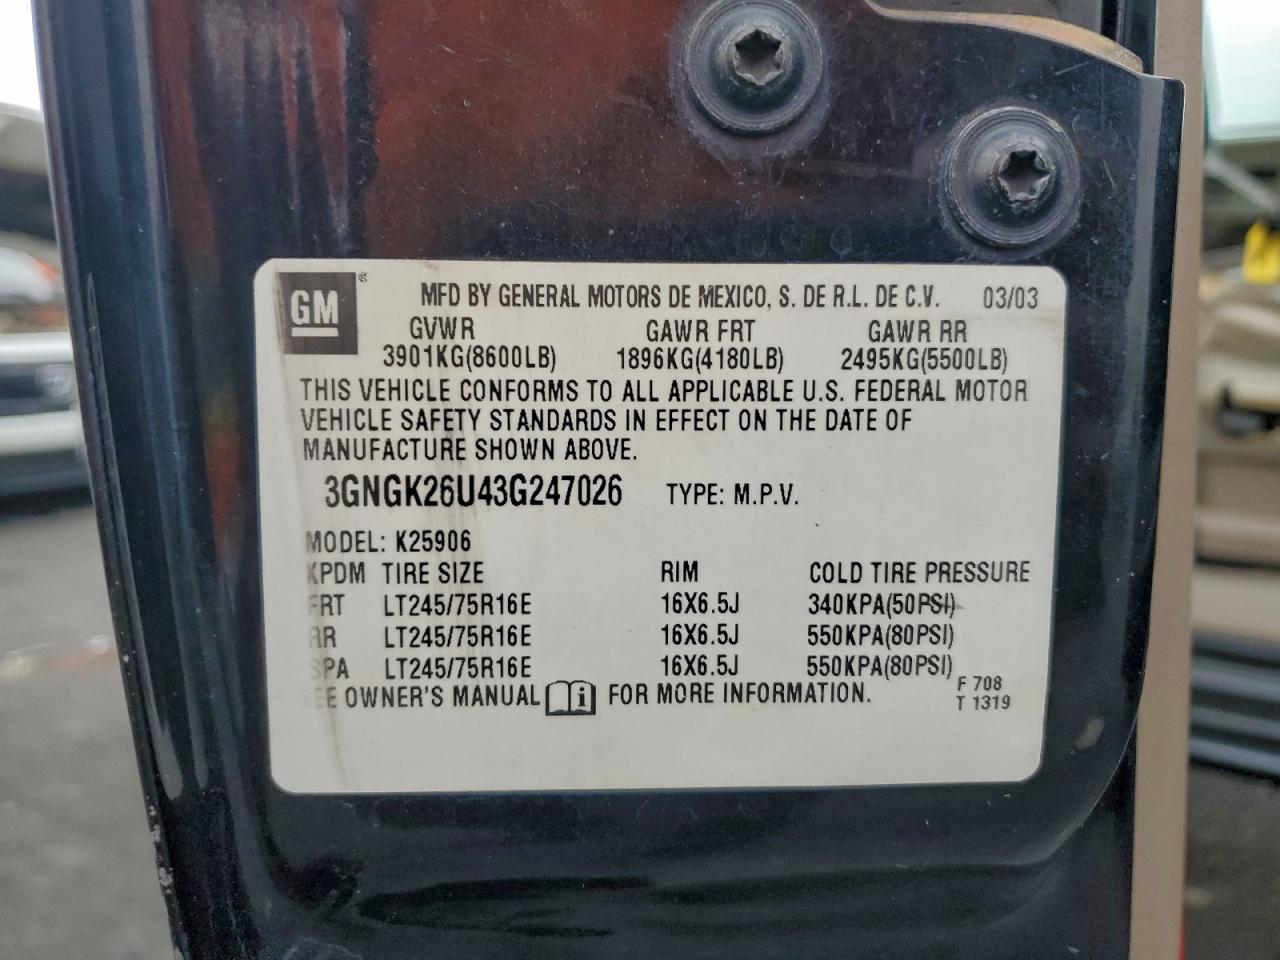 GM ®
MFD BY GENERAL MOTORS DE MEXICO, S. DE R.L. DE C.V. 03/03
GVWR GAWR FRT GAWR RR
3901KG(8600LB) 1896KG(4180LB) 2495KG(5500LB)
THIS VEHICLE CONFORMS TO ALL APPLICABLE U.S. FEDERAL MOTOR
VEHICLE SAFETY STANDARDS IN EFFECT ON THE DATE OF
MANUFACTURE SHOWN ABOVE.
3GNGK26U43G247026 TYPE: M.P.V.
MODEL: K25906
KPDM TIRE SIZE RIM COLD TIRE PRESSURE
FRT LT245/75R16E 16X6.5J 340KPA(50PSI)
RR LT245/75R16E 16X6.5J 550KPA(80PSI)
SPA LT245/75R16E 16X6.5J 550KPA(80PSI)
SEE OWNER'S MANUAL i FOR MORE INFORMATION.
F 708
T 1319